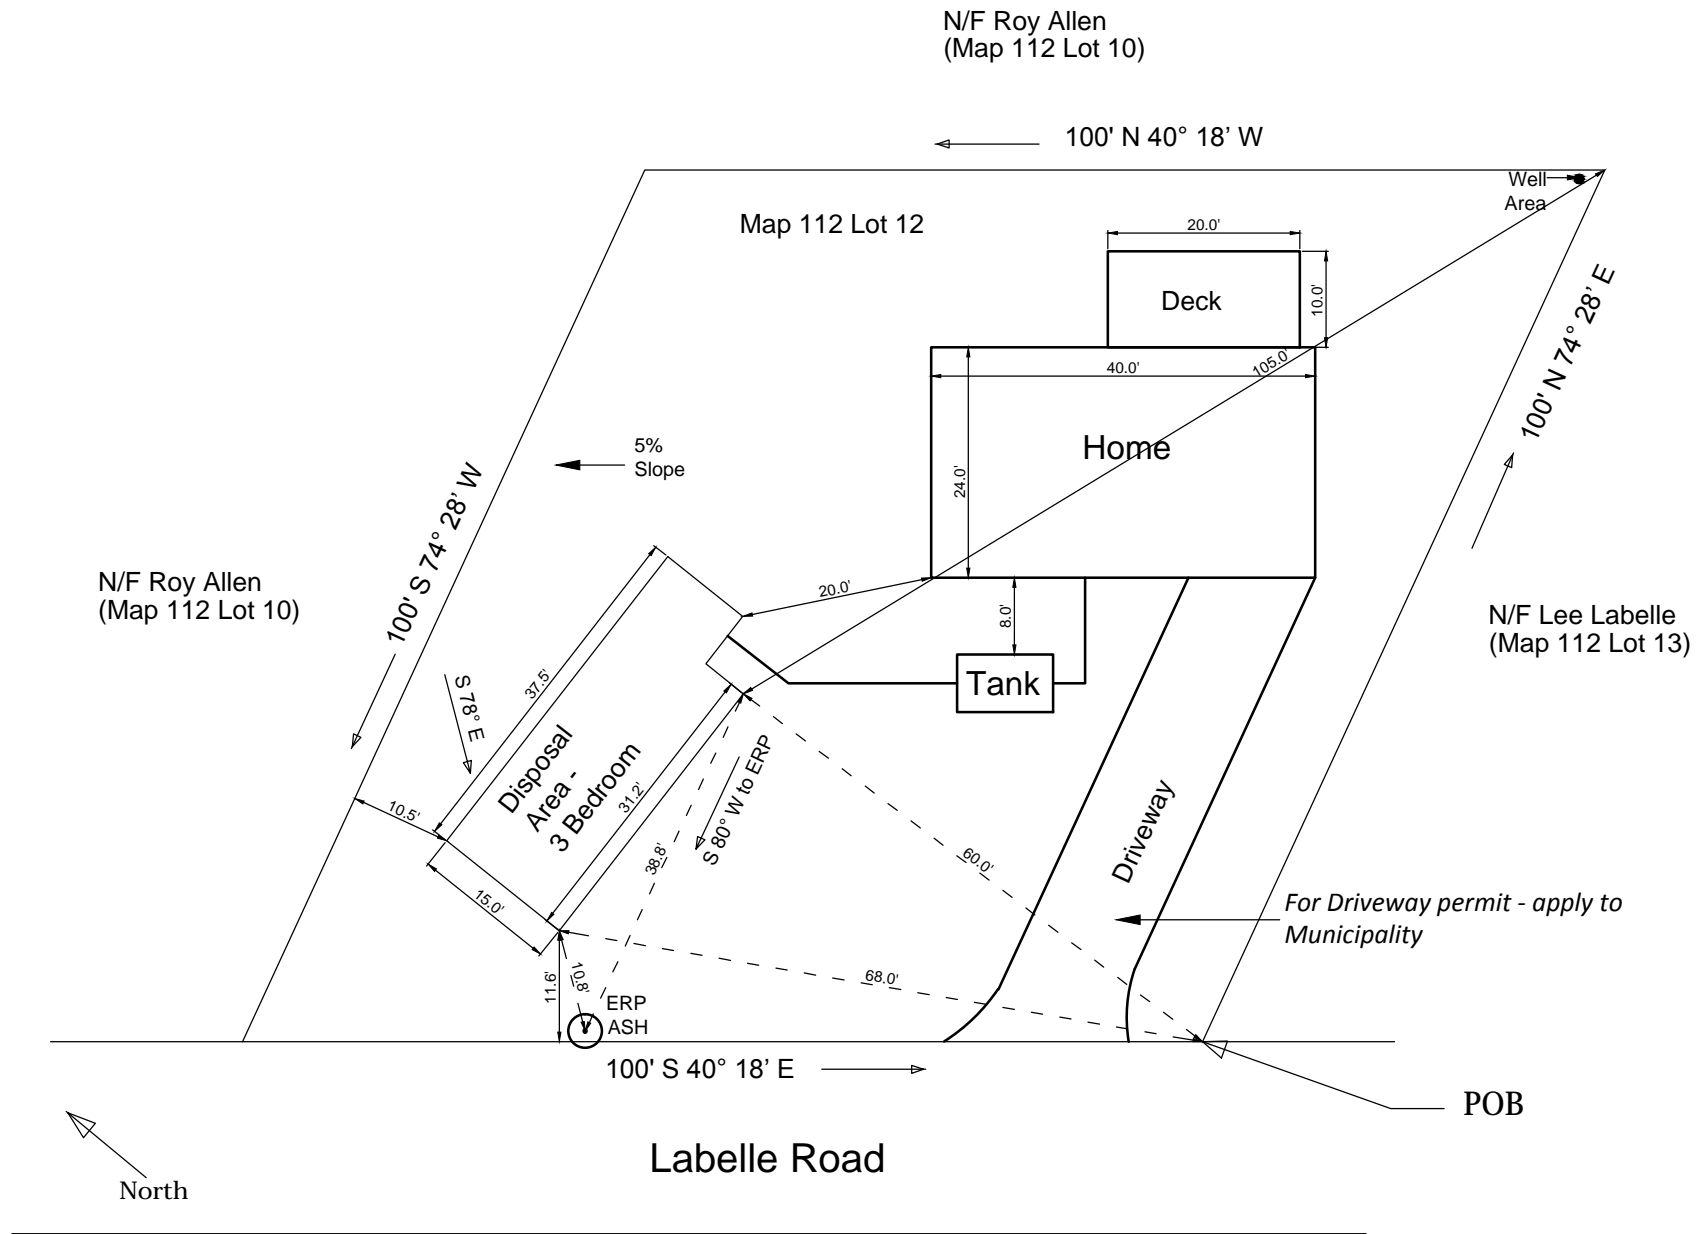 N/F Roy Allen
(Map 112 Lot 10)
100' N 40° 18’ W
Well
Area
Map 112 Lot 12
20.0'
Deck
10.0'
100' N 74° 28’ E
105.0'
40.0'
Home
24.0'
5%
Slope
100' S 74° 28’ W
N/F Roy Allen
(Map 112 Lot 10)
20.0'
8.0'
N/F Lee Labelle
(Map 112 Lot 13)
Tank
37.5'
S 78° E
Disposal
Area -
3 Bedroom
31.2'
S 80° W to ERP
38.8'
10.5'
15.0'
60.0'
Driveway
For Driveway permit - apply to
Municipality
68.0'
11.6'
10.8'
ERP
ASH
100' S 40° 18’ E
POB
North
Labelle Road